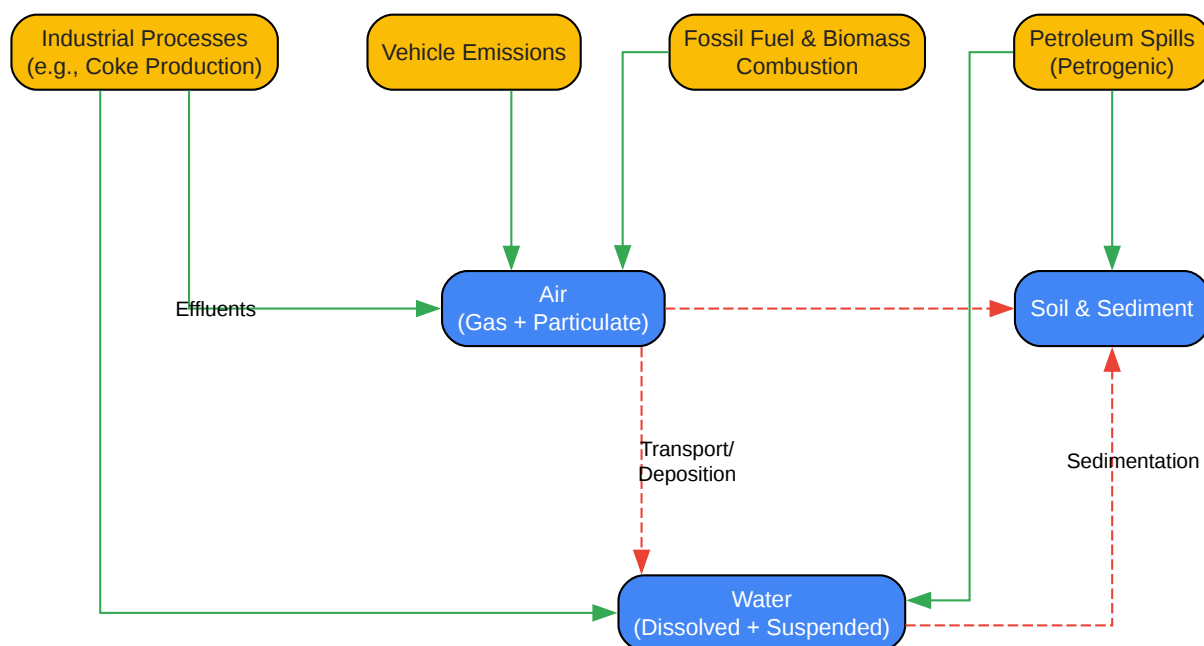 Industrial Processes
(e.g., Coke Production)
Vehicle Emissions
Fossil Fuel & Biomass
Combustion
Petroleum Spills
(Petrogenic)
Effluents
Air
(Gas + Particulate)
Soil & Sediment
Transport/
Deposition
Sedimentation
Water
(Dissolved + Suspended)